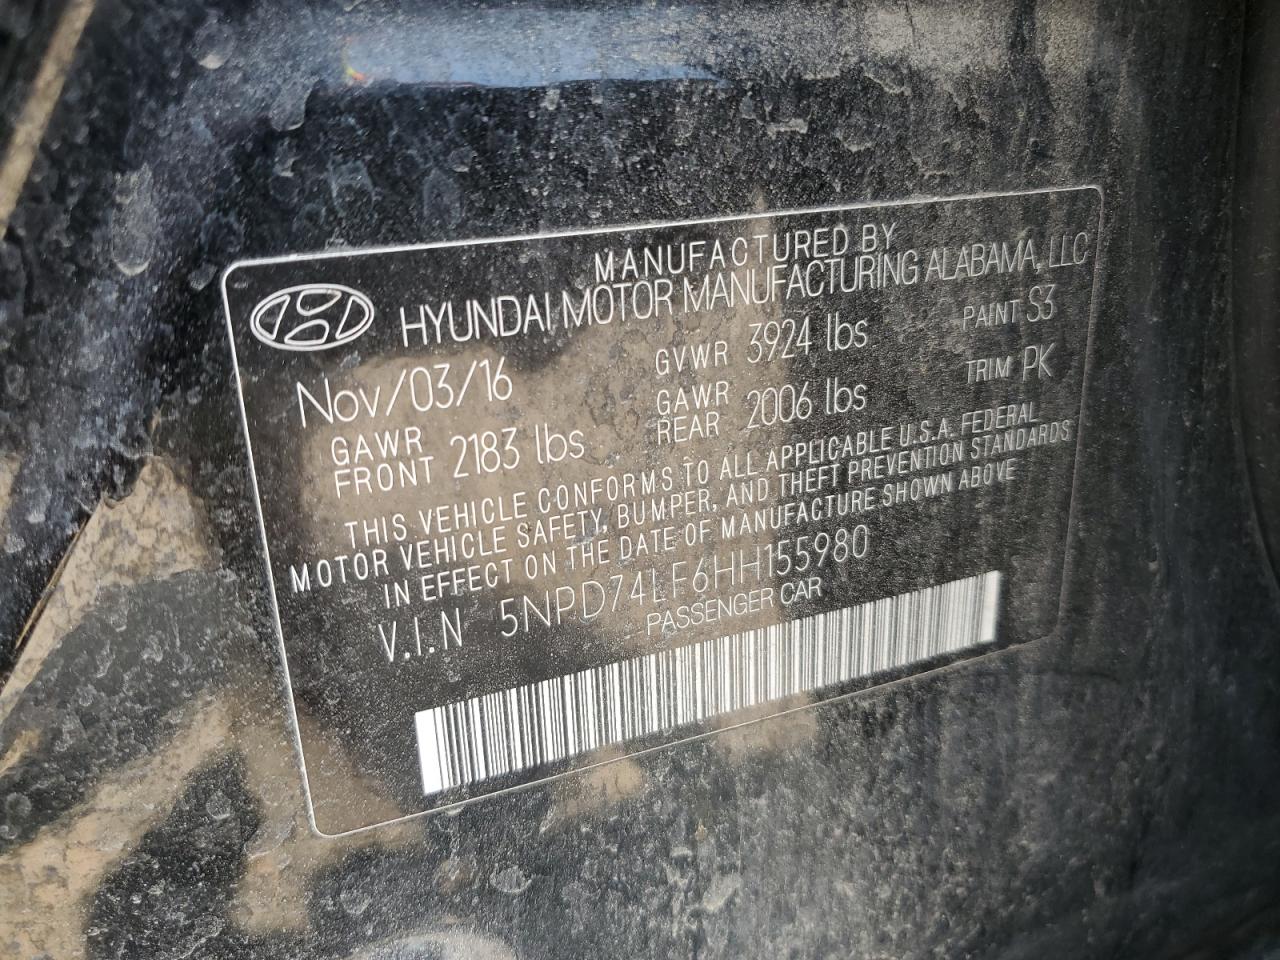 MANUFACTURED BY
HYUNDAI MOTOR MANUFACTURING ALABAMA, LLC
Nov/03/16 GVWR 3924 lbs PAINT S3
GAWR FRONT 2183 lbs GAWR REAR 2006 lbs TRIM PK
THIS VEHICLE CONFORMS TO ALL APPLICABLE U.S.A. FEDERAL
MOTOR VEHICLE SAFETY, BUMPER, AND THEFT PREVENTION STANDARDS
IN EFFECT ON THE DATE OF MANUFACTURE SHOWN ABOVE
V.I.N 5NPD74LF6HH155980
PASSENGER CAR